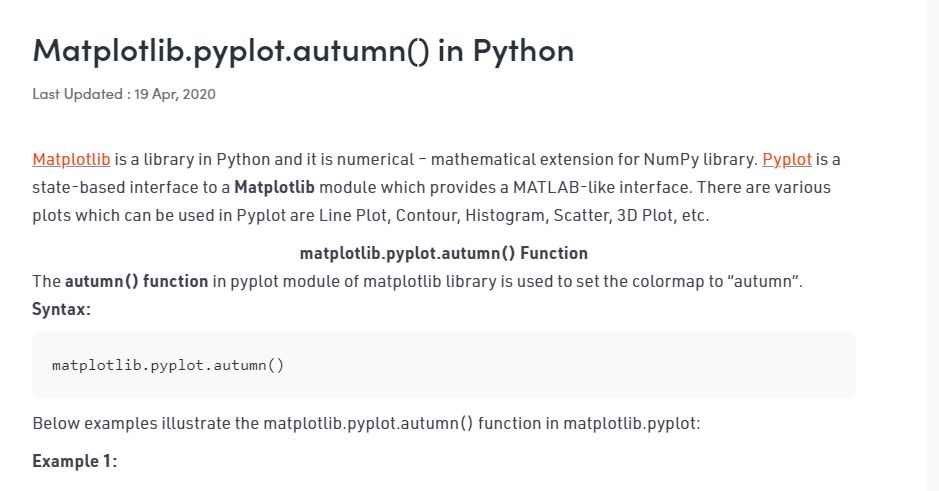 Matplotlib.pyplot.autumn() in Python
Last Updated : 19 Apr, 2020
Matplotlib is a library in Python and it is numerical – mathematical extension for NumPy library. Pyplot is a
state-based interface to a Matplotlib module which provides a MATLAB-like interface. There are various
plots which can be used in Pyplot are Line Plot, Contour, Histogram, Scatter, 3D Plot, etc.
matplotlib.pyplot.autumn() Function
The autumn() function in pyplot module of matplotlib library is used to set the colormap to “autumn”.
Syntax:
matplotlib.pyplot.autumn()
Below examples illustrate the matplotlib.pyplot.autumn() function in matplotlib.pyplot:
Example 1: